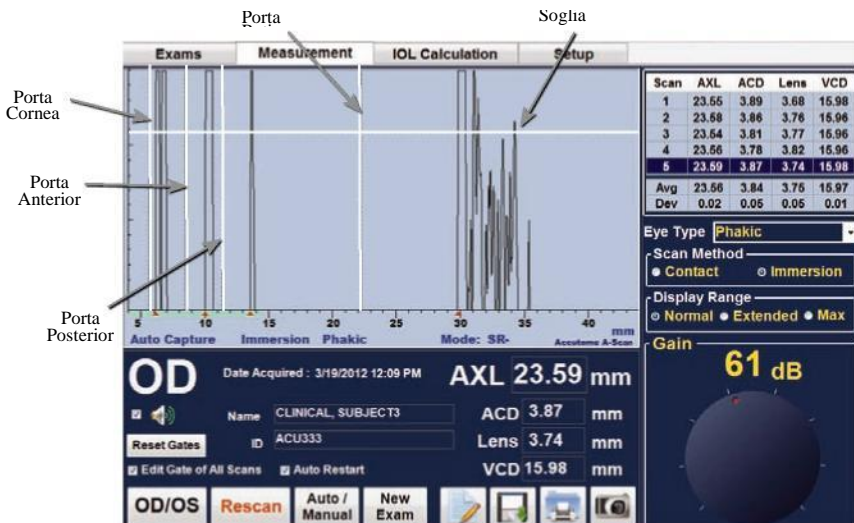 Porta
Soglia
Porta
Cornea
Porta
Anterior
Porta
Posterior
Exams Measurement IOL Calculation Setup
5 10 15 20 25 30 35 40 mm
Auto Capture Immersion Phakic Mode: SR- Accutome A-Scan
Scan AXL ACD Lens VCD
1 23.55 3.89 3.68 15.98
2 23.58 3.86 3.76 15.96
3 23.54 3.81 3.77 15.96
4 23.56 3.78 3.82 15.96
5 23.59 3.87 3.74 15.98
Avg 23.56 3.84 3.75 15.97
Dev 0.02 0.05 0.05 0.01
Eye Type Phakic
Scan Method
Contact Immersion
Display Range
Normal Extended Max
Gain
61 dB
OD Date Acquired : 3/19/2012 12:09 PM AXL 23.59 mm
Name CLINICAL, SUBJECT3 ACD 3.87 mm
Reset Gates ID ACU333 Lens 3.74 mm
Edit Gate of All Scans Auto Restart VCD 15.98 mm
OD/OS Rescan Auto / Manual New Exam